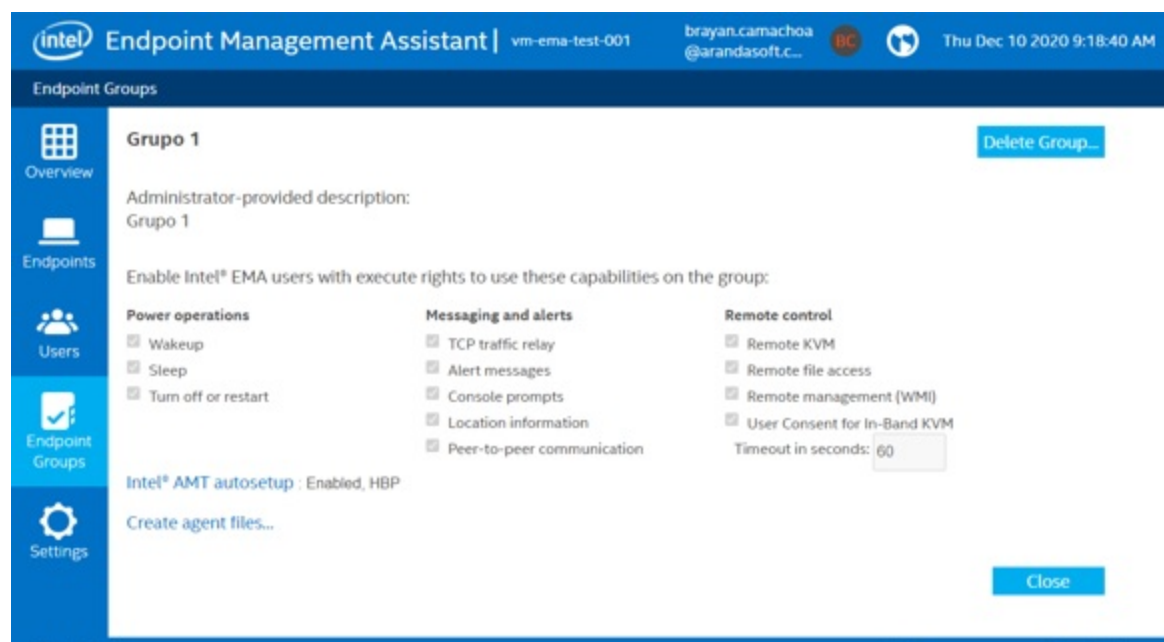 intel Endpoint Management Assistant | vm-ema-test-001 brayan.camachoa @arandasoft.c... BC Thu Dec 10 2020 9:18:40 AM
Endpoint Groups
Overview
Endpoints
Users
Endpoint
Groups
Settings
Grupo 1
Delete Group...
Administrator-provided description:
Grupo 1
Enable Intel® EMA users with execute rights to use these capabilities on the group:
Power operations
Wakeup
Sleep
Turn off or restart
Messaging and alerts
TCP traffic relay
Alert messages
Console prompts
Location information
Peer-to-peer communication
Remote control
Remote KVM
Remote file access
Remote management (WMI)
User Consent for In-Band KVM
Timeout in seconds: 60
Intel® AMT autosetup : Enabled, HBP
Create agent files...
Close